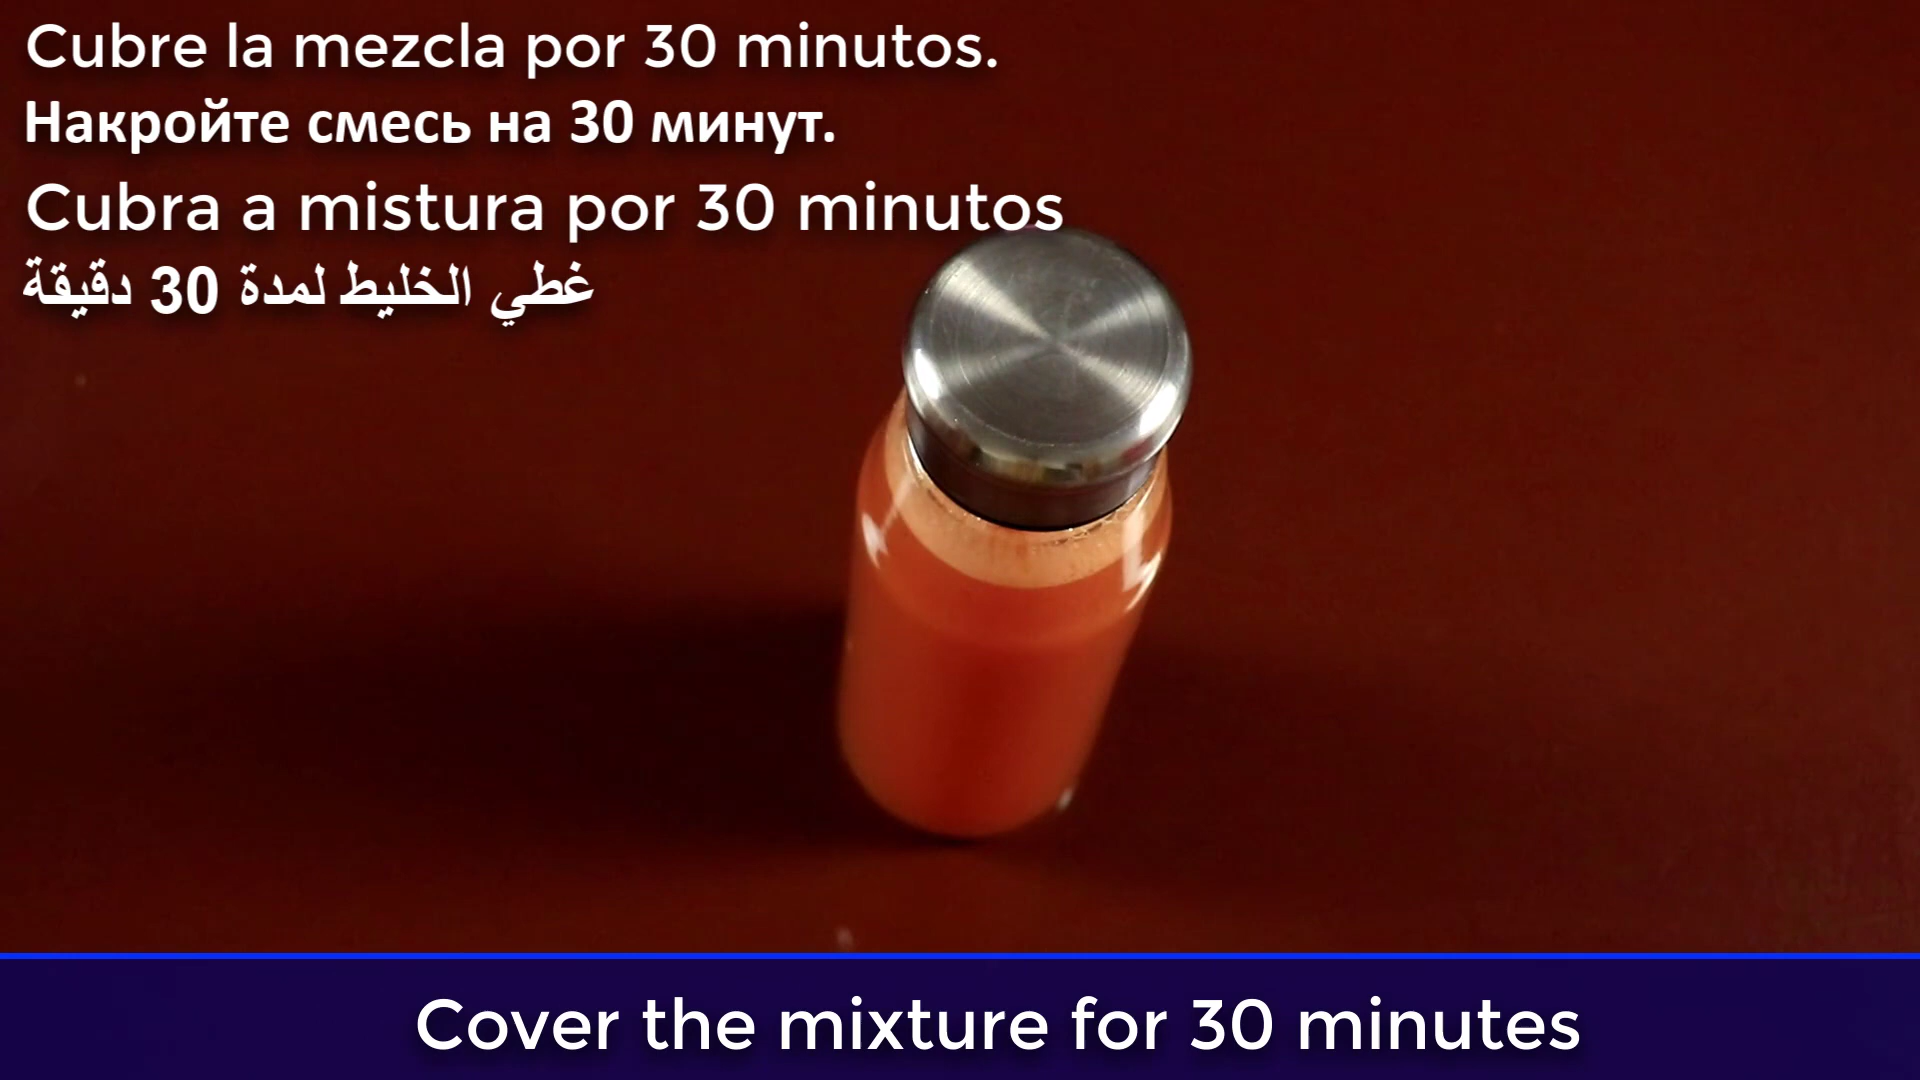 Cubre la mezcla por 30 minutos.
Накройте смесь на 30 минут.
Cubra a mistura por 30 minutos
غطي الخليط لمدة 30 دقيقة
Cover the mixture for 30 minutes